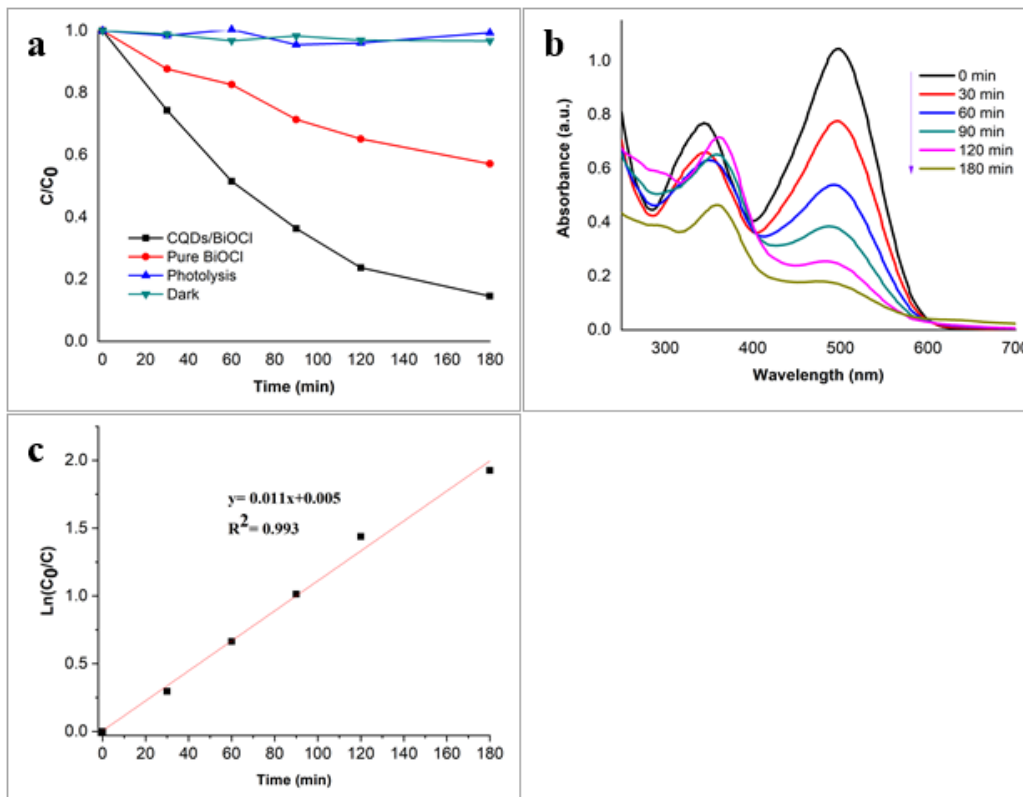 a
C/C0
1.0
0.8
0.6
0.4
0.2
0.0
CQDs/BiOCl
Pure BiOCl
Photolysis
Dark
0 20 40 60 80 100 120 140 160 180
Time (min)
b
Absorbance (a.u.)
1.0
0.8
0.6
0.4
0.2
0.0
0 min
30 min
60 min
90 min
120 min
180 min
300 400 500 600 700
Wavelength (nm)
c
Ln(C0/C)
2.0
1.5
1.0
0.5
0.0
y= 0.011x+0.005
R2= 0.993
0 20 40 60 80 100 120 140 160 180
Time (min)